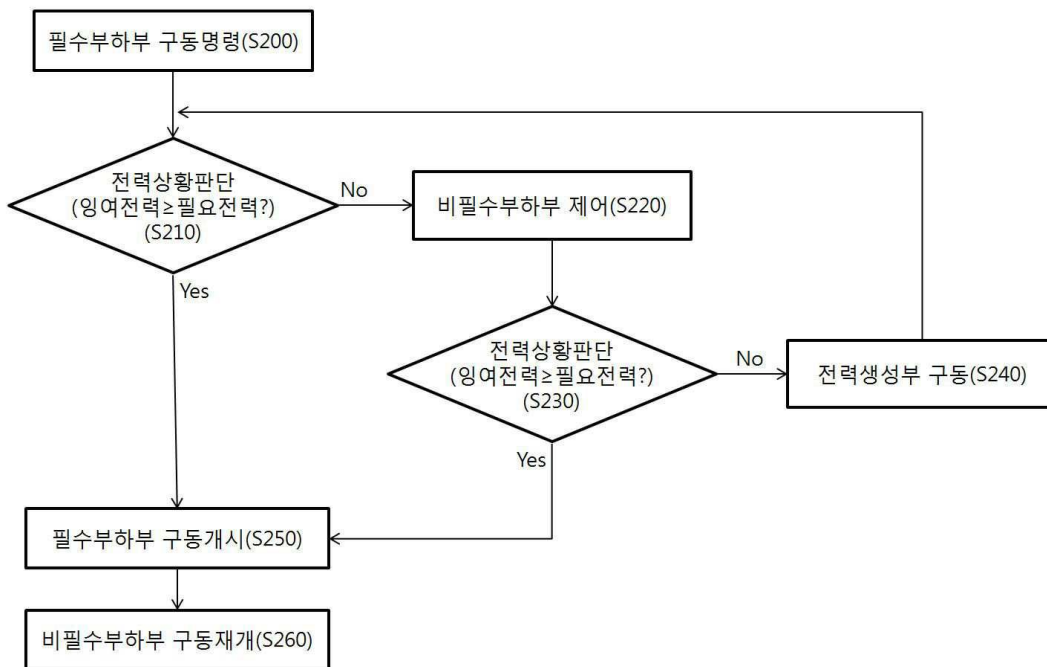 필수부하부 구동명령(S200)
전력상황판단
(잉여전력≥필요전력?)
(S210)
No
비필수부하부 제어(S220)
Yes
전력상황판단
(잉여전력≥필요전력?)
(S230)
No
전력생성부 구동(S240)
Yes
필수부하부 구동개시(S250)
비필수부하부 구동재개(S260)